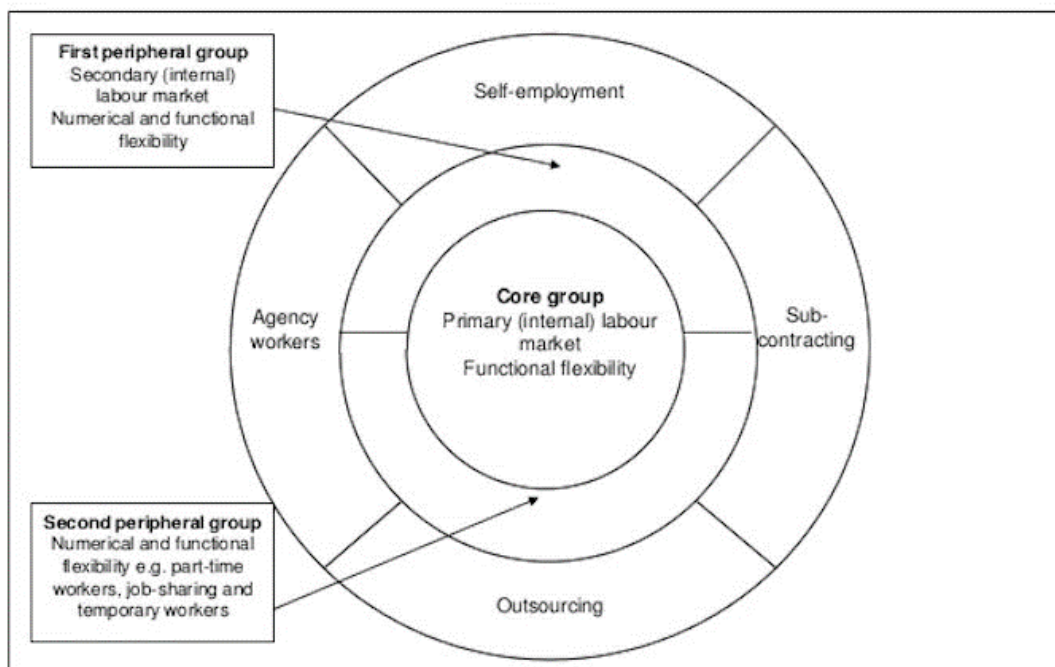 First peripheral group
Secondary (internal)
labour market
Numerical and functional
flexibility
Self-employment
Agency
workers
Core group
Primary (internal) labour
market
Functional flexibility
Sub-
contracting
Second peripheral group
Numerical and functional
flexibility e.g. part-time
workers, job-sharing and
temporary workers
Outsourcing